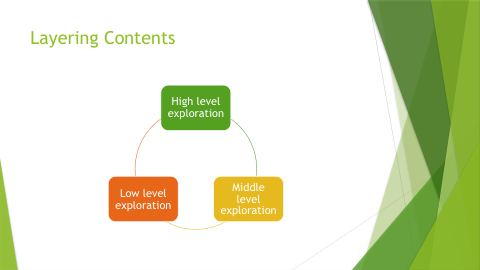 Layering Contents
High level
exploration
Low level
exploration
Middle
level
exploration